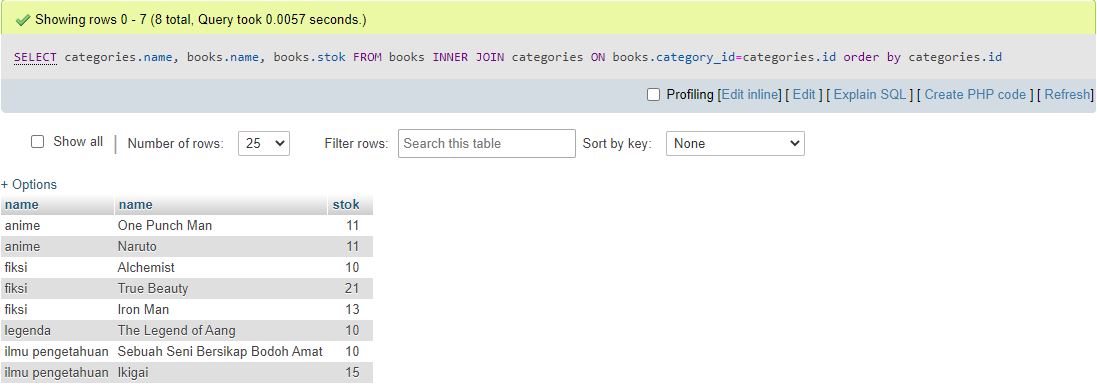 Showing rows 0 - 7 (8 total, Query took 0.0057 seconds.)
SELECT categories.name, books.name, books.stok FROM books INNER JOIN categories ON books.category_id=categories.id order by categories.id
Profiling [Edit inline] [ Edit ] [ Explain SQL ] [ Create PHP code ] [ Refresh]
Show all | Number of rows: 25 Filter rows: Search this table Sort by key: None
+ Options
name name stok
anime One Punch Man 11
anime Naruto 11
fiksi Alchemist 10
fiksi True Beauty 21
fiksi Iron Man 13
legenda The Legend of Aang 10
ilmu pengetahuan Sebuah Seni Bersikap Bodoh Amat 10
ilmu pengetahuan Ikigai 15